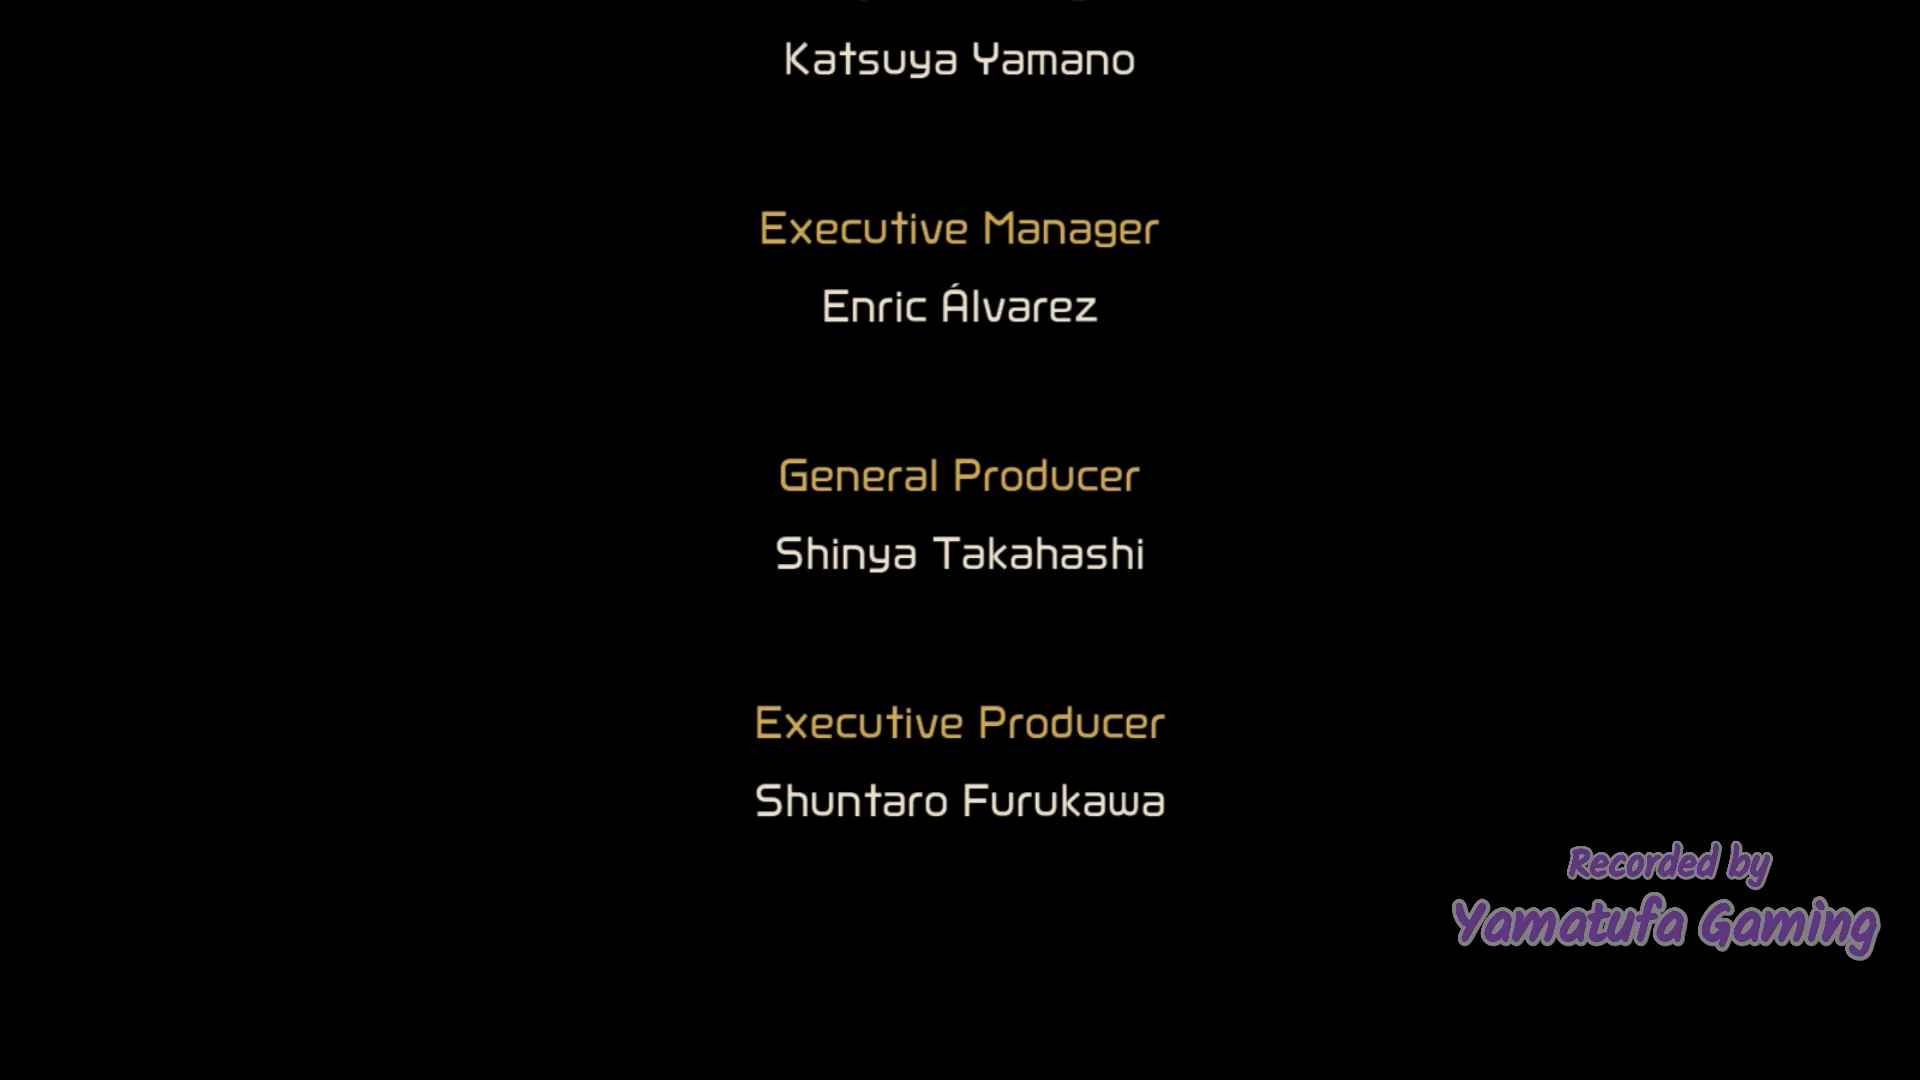 Katsuya Yamano
Executive Manager
Enric Álvarez
General Producer
Shinya Takahashi
Executive Producer
Shuntaro Furukawa
Recorded by
Yamatufa Gaming